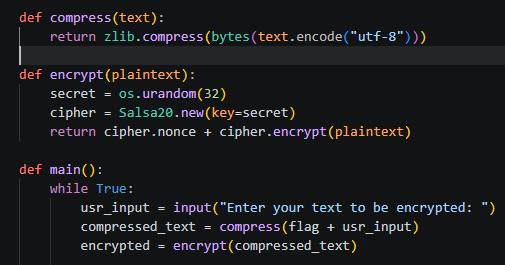 def compress(text):
    return zlib.compress(bytes(text.encode("utf-8")))
def encrypt(plaintext):
    secret = os.urandom(32)
    cipher = Salsa20.new(key=secret)
    return cipher.nonce + cipher.encrypt(plaintext)
def main():
    while True:
        usr_input = input("Enter your text to be encrypted: ")
        compressed_text = compress(flag + usr_input)
        encrypted = encrypt(compressed_text)